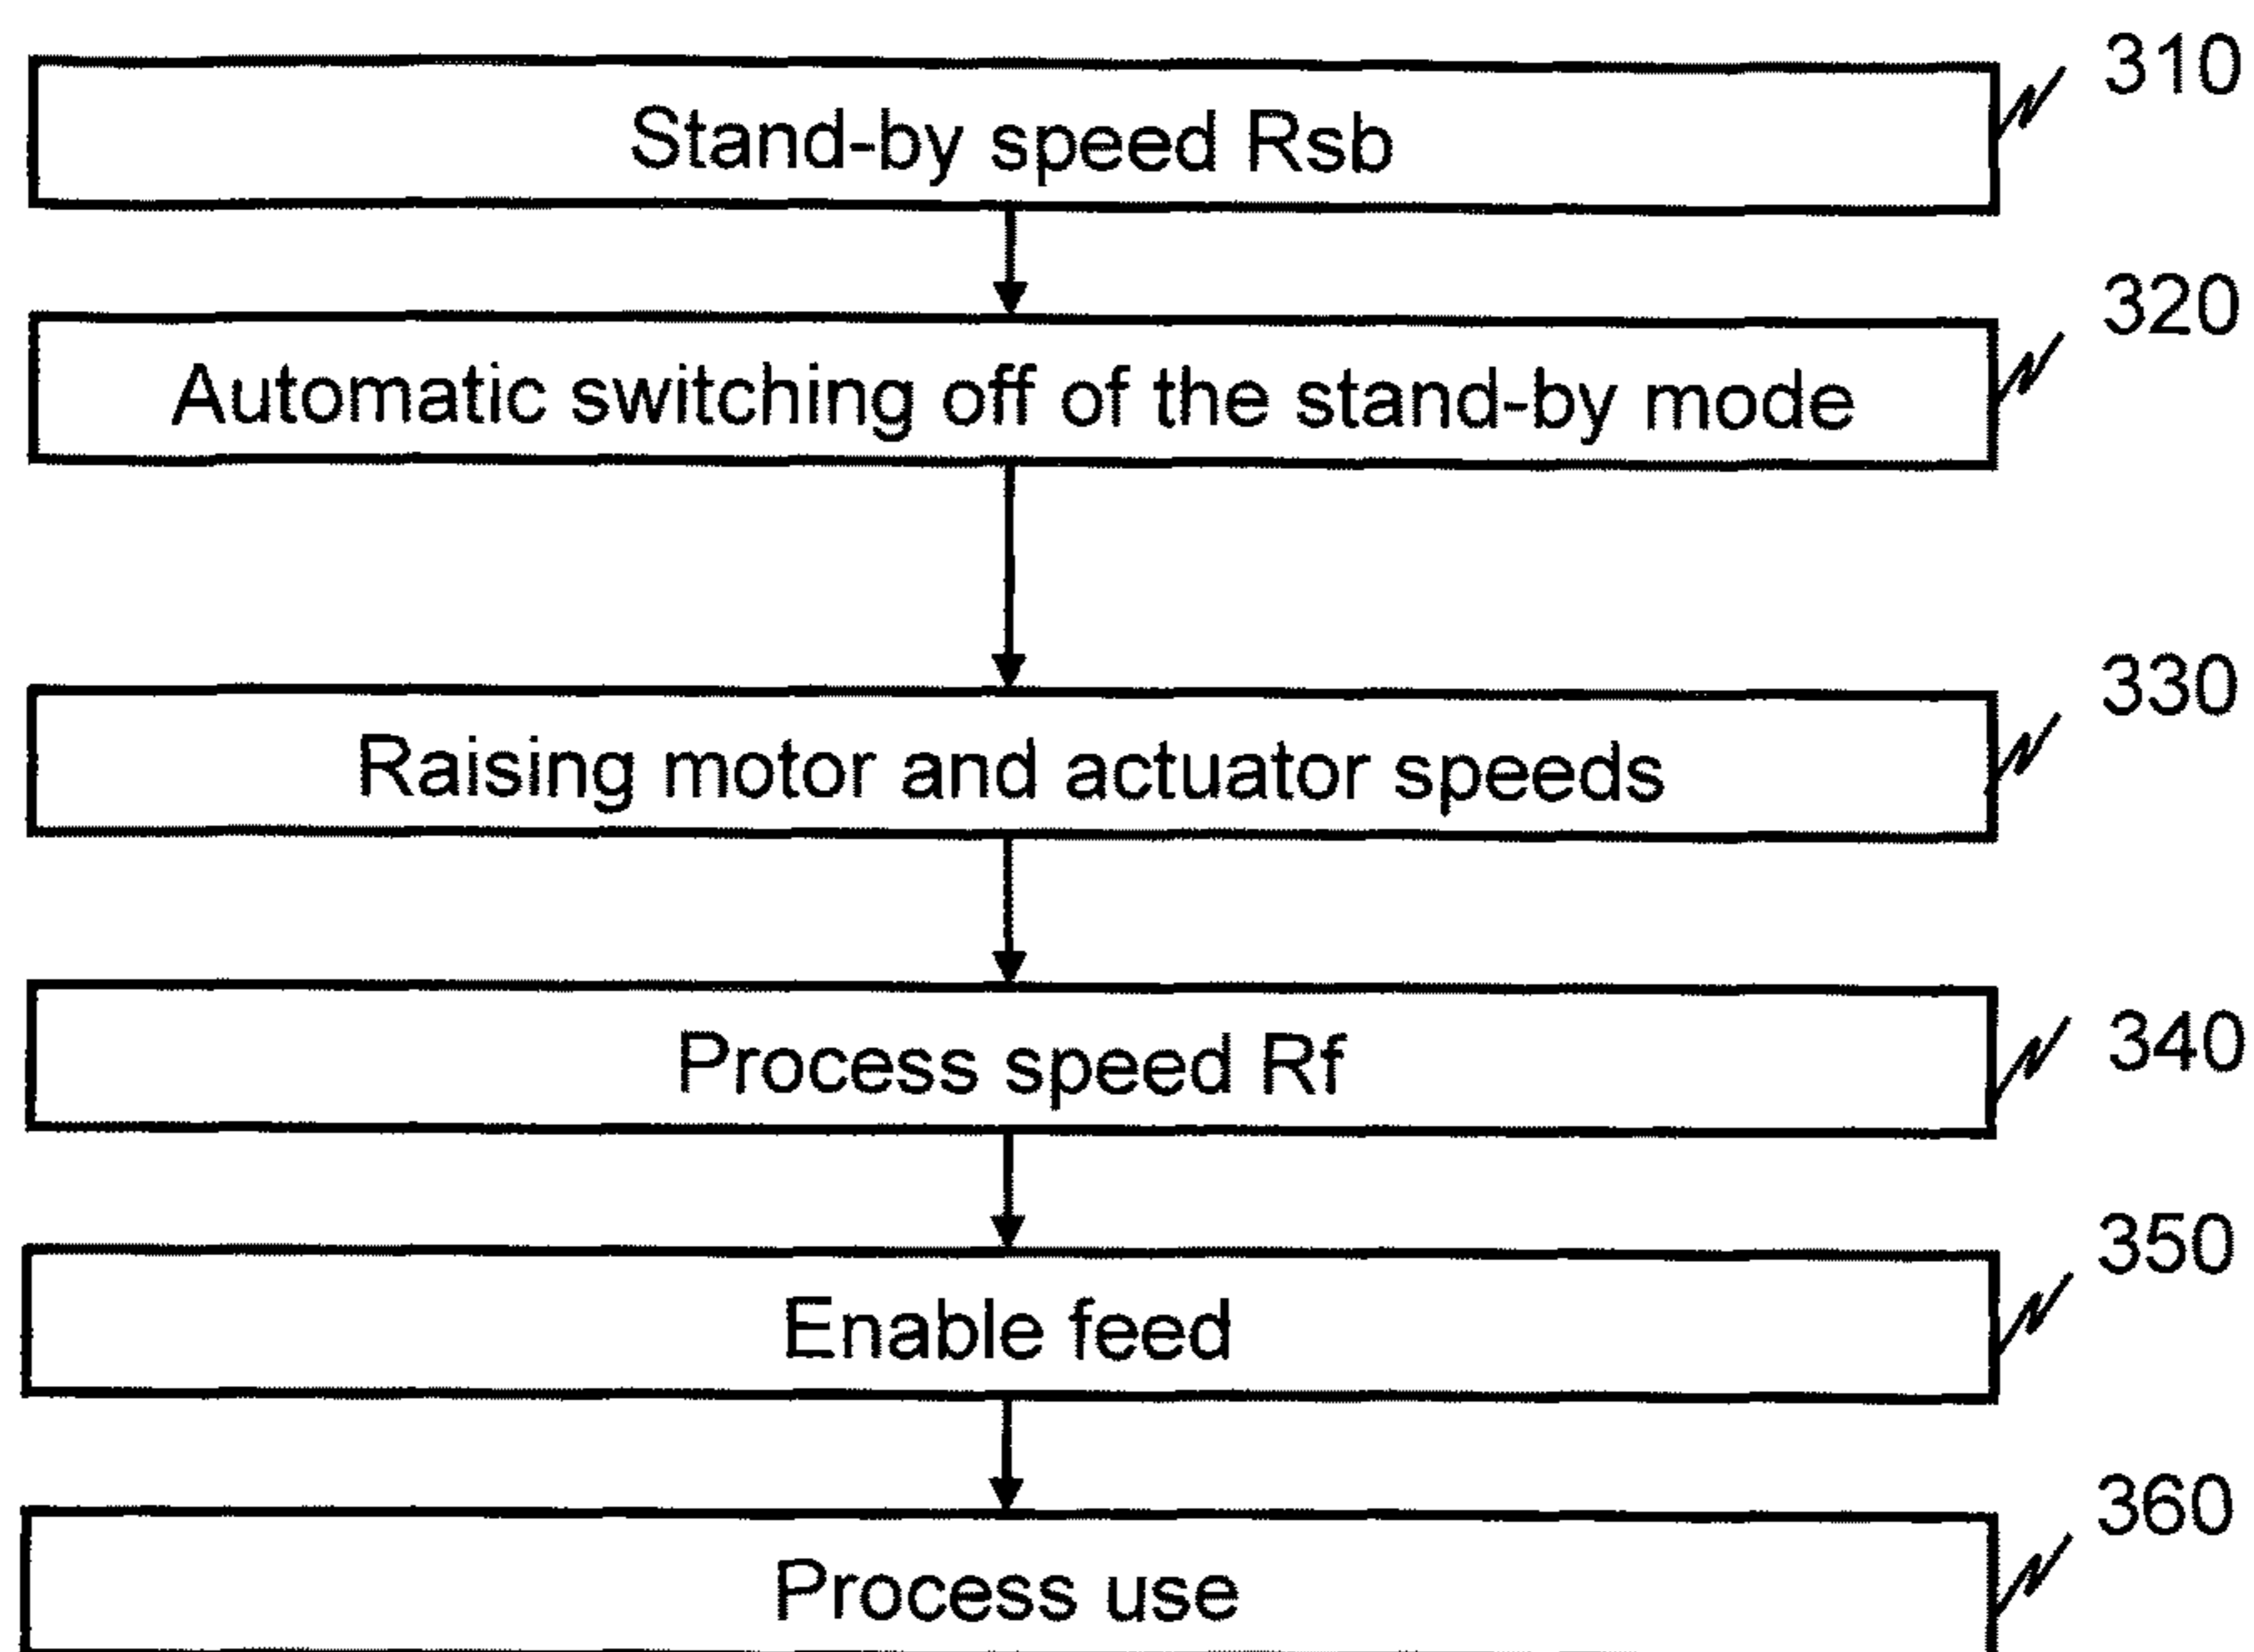 310
Stand-by speed Rsb
320
Automatic switching off of the stand-by mode
330
Raising motor and actuator speeds
340
Process speed Rf
350
Enable feed
360
Process use